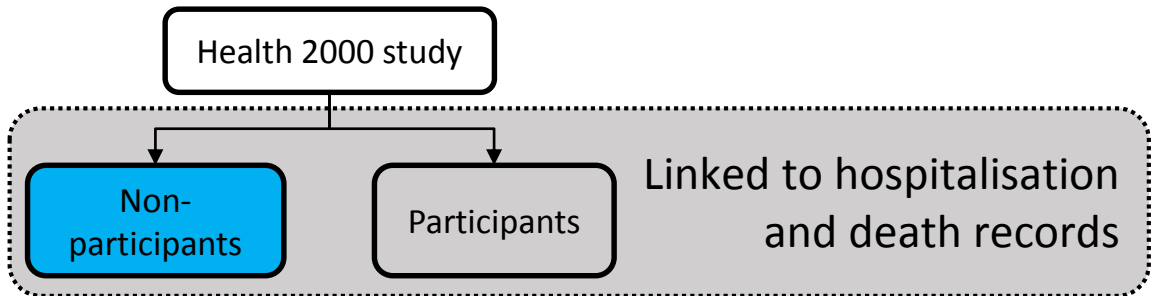 Health 2000 study
Non-
participants
Participants
Linked to hospitalisation
and death records